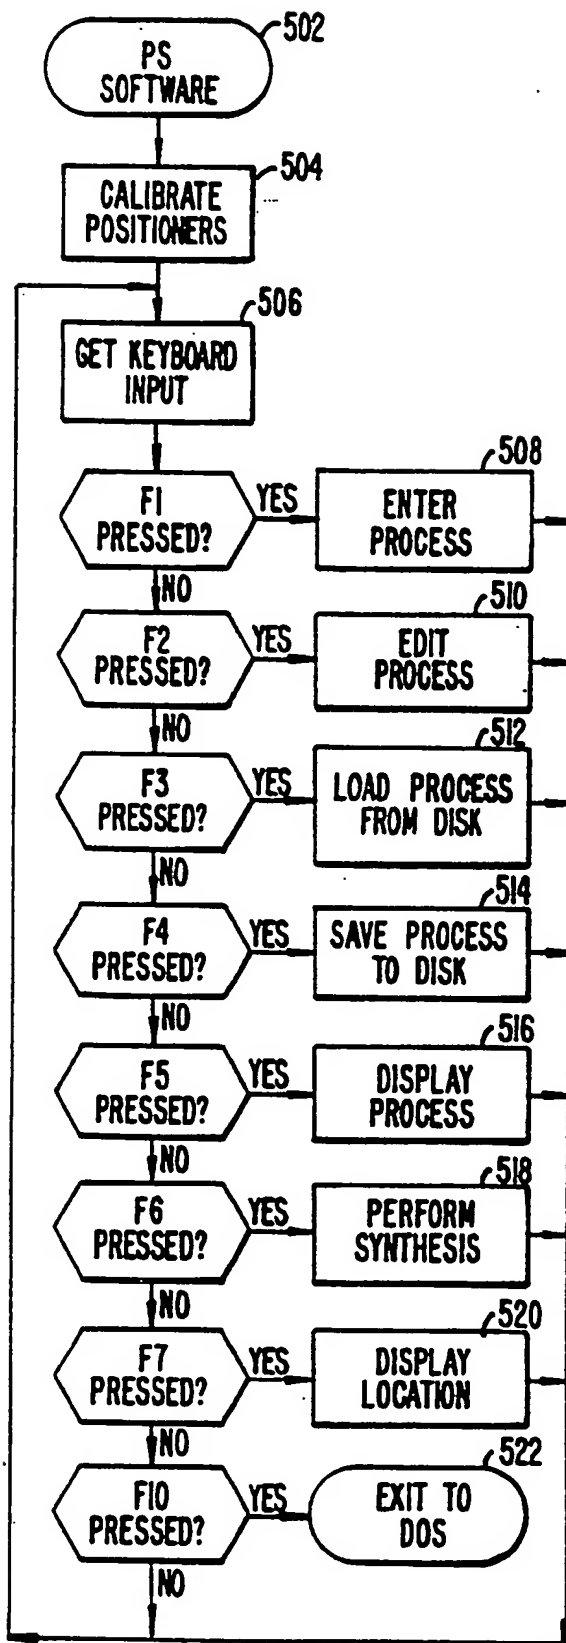 502
PS
SOFTWARE
504
CALIBRATE
POSITIONERS
506
GET KEYBOARD
INPUT
F1
PRESSED?
YES
508
ENTER
PROCESS
NO
F2
PRESSED?
YES
510
EDIT
PROCESS
NO
F3
PRESSED?
YES
512
LOAD PROCESS
FROM DISK
NO
F4
PRESSED?
YES
514
SAVE PROCESS
TO DISK
NO
F5
PRESSED?
YES
516
DISPLAY
PROCESS
NO
F6
PRESSED?
YES
518
PERFORM
SYNTHESIS
NO
F7
PRESSED?
YES
520
DISPLAY
LOCATION
NO
F10
PRESSED?
YES
522
EXIT TO
DOS
NO